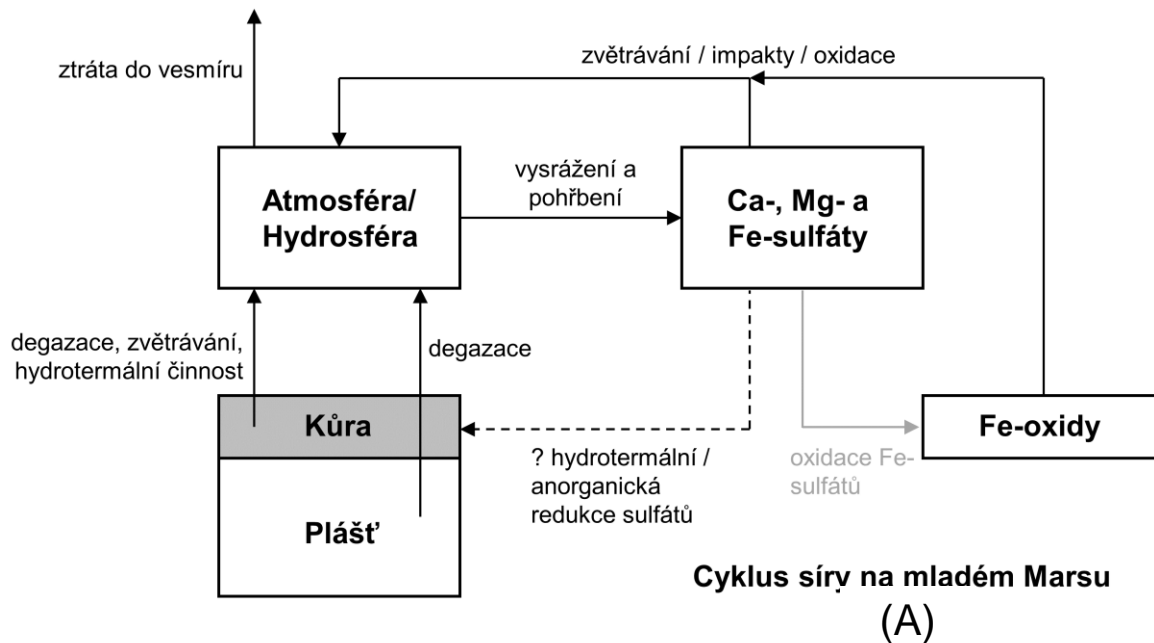 ztráta do vesmíru
zvětrávání / impakty / oxidace
Atmosféra/
Hydrosféra
vysrážení a
pohřbení
Ca-, Mg- a
Fe-sulfáty
degazace, zvětrávání,
hydrotermální činnost
degazace
Kůra
Plášť
? hydrotermální /
anorganická
redukce sulfátů
oxidace Fe-
sulfátů
Fe-oxidy
Cyklus síry na mladém Marsu
(A)